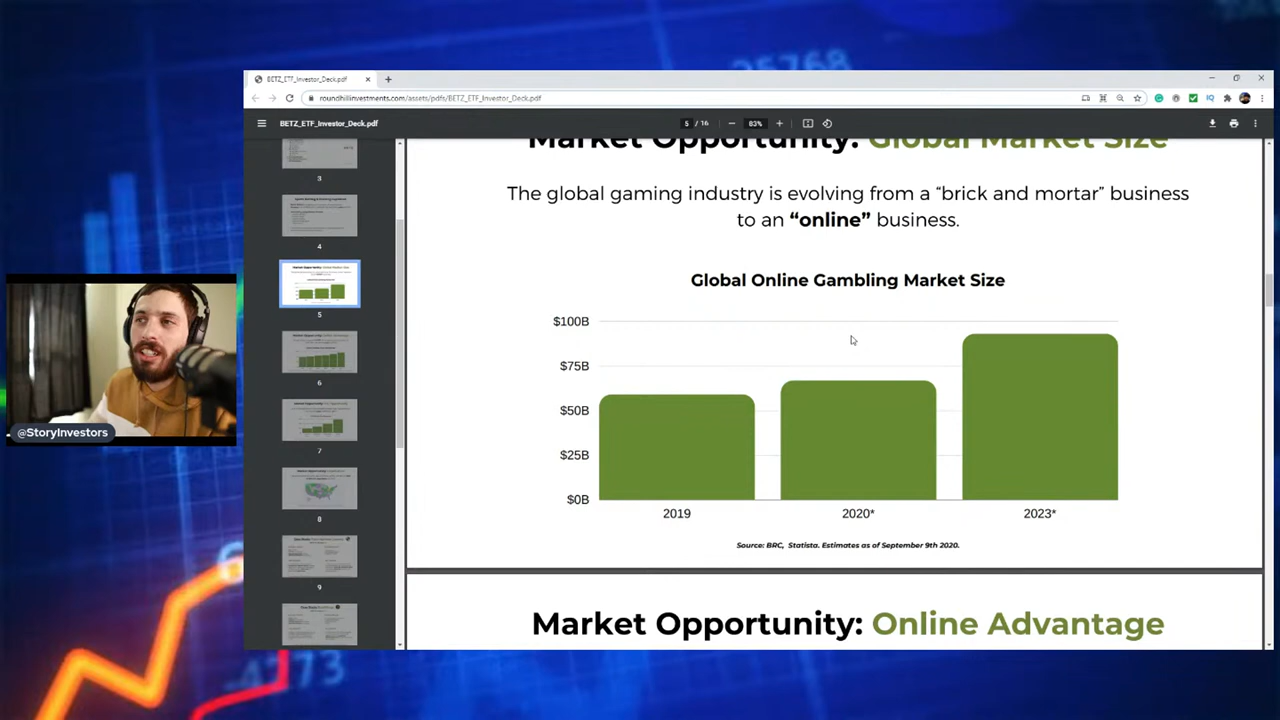 25768
BETZ_ETF_Investor_Deck.pdf
roundhillinvestments.com/assets/pdfs/BETZ_ETF_Investor_Deck.pdf
BETZ_ETF_Investor_Deck.pdf
5 / 16
83%
3
4
5
6
7
8
9
Market Opportunity: Global Market Size
The global gaming industry is evolving from a “brick and mortar” business
to an “online” business.
Global Online Gambling Market Size
$100B
$75B
$50B
$25B
$0B
2019
2020*
2023*
Source: BRC, Statista. Estimates as of September 9th 2020.
Market Opportunity: Online Advantage
@StoryInvestors
4773